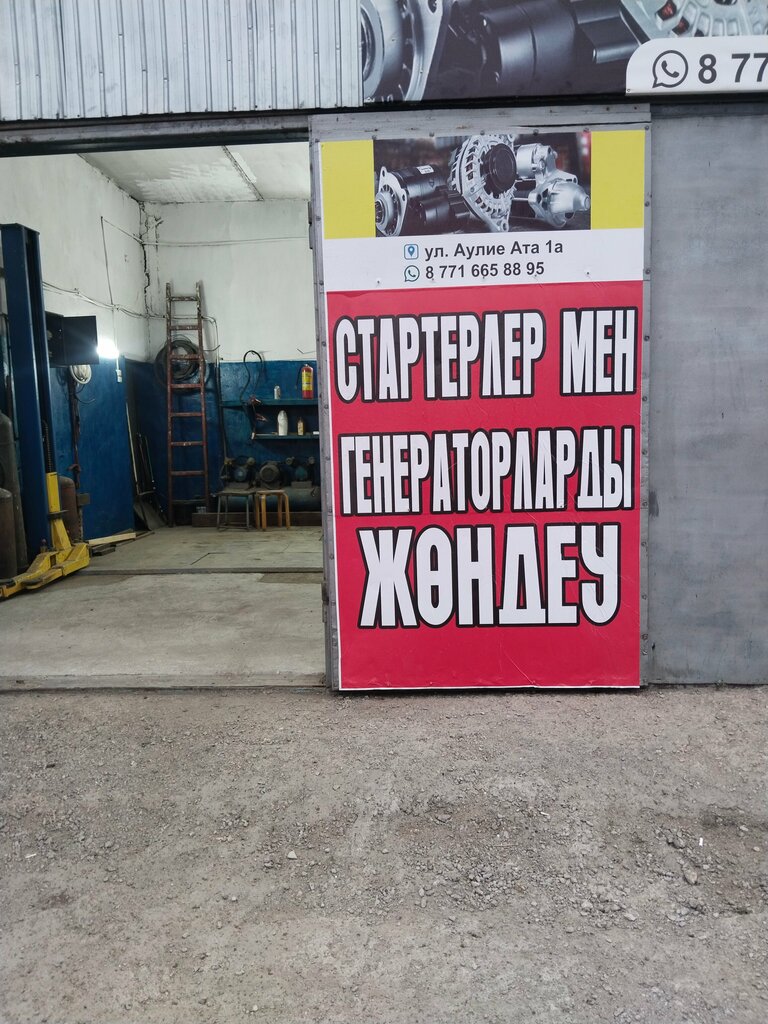 8 77
ул. Аулие Ата 1а
8 771 665 88 95
СТАРТЕРЛЕР МЕН
ГЕНЕРАТОРЛАРДЫ
ЖӨНДЕУ